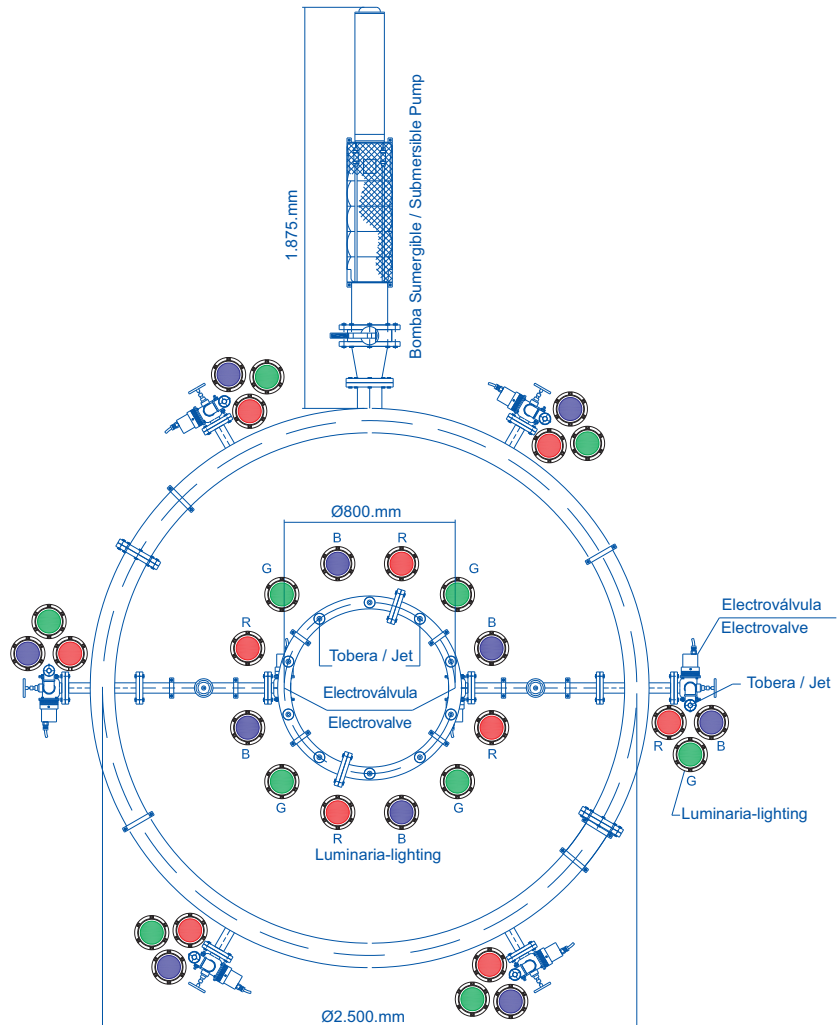 1.875.mm
Bomba Sumergible / Submersible Pump
Ø800.mm
B
R
G
G
R
B
Tobera / Jet
Electroválvula
Electrovalve
B
R
G
G
R
B
Luminaria-lighting
Electroválvula
Electrovalve
Tobera / Jet
R
B
G
Luminaria-lighting
Ø2.500.mm